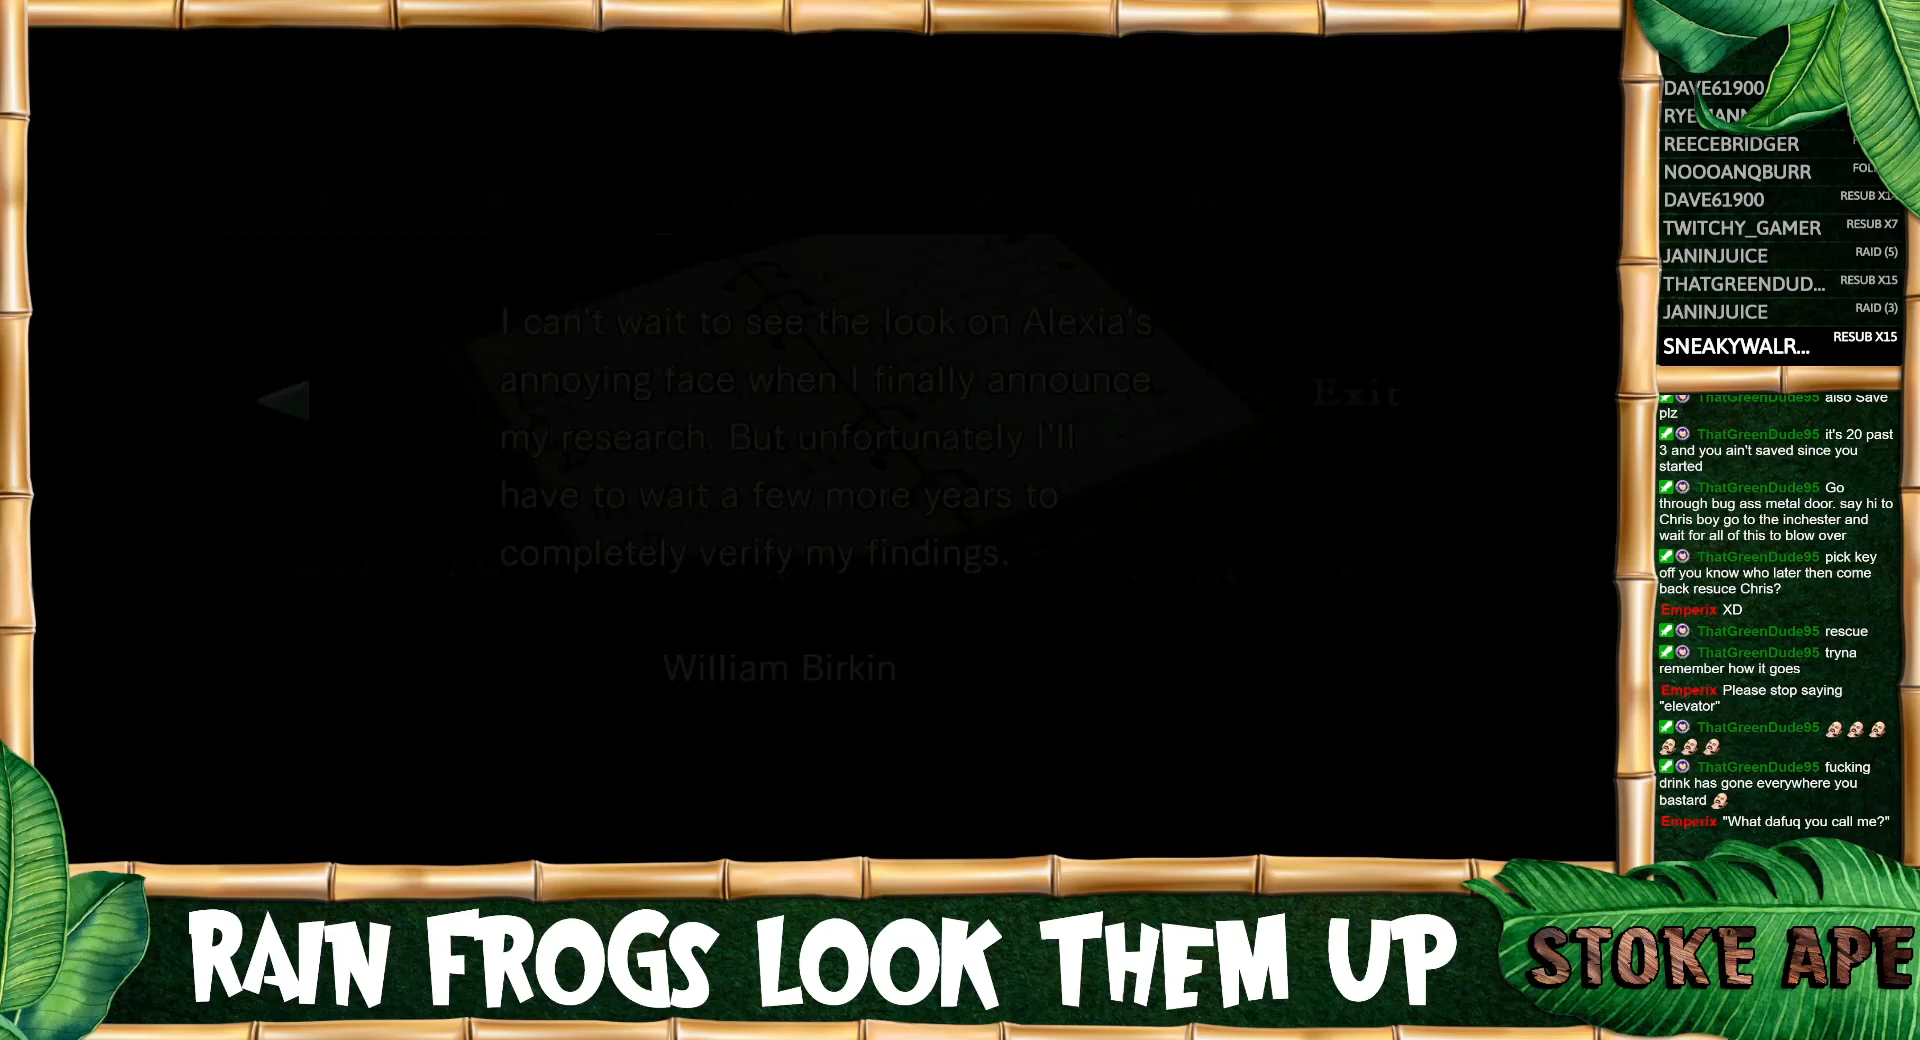 I can't wait to see the look on Alexia's
annoying face when I finally announce
my research. But unfortunately I'll
have to wait a few more years to
completely verify my findings.
William Birkin
Exit
DAVE61900
REECEBRIDGER
NOOOANQBURR
DAVE61900
TWITCHY_GAMER RESUB X7
JANINJUICE RAID (5)
THATGREENDUD... RESUB X15
JANINJUICE RAID (3)
SNEAKYWALR... RESUB X15
ThatGreenDude95 also Save
plz
ThatGreenDude95 it's 20 past
3 and you ain't saved since you
started
ThatGreenDude95 Go
through bug ass metal door. say hi to
Chris boy go to the inchester and
wait for all of this to blow over
ThatGreenDude95 pick key
off you know who later then come
back resuce Chris?
Emperix XD
ThatGreenDude95 rescue
ThatGreenDude95 tryna
remember how it goes
Emperix Please stop saying
"elevator"
ThatGreenDude95
ThatGreenDude95 fucking
drink has gone everywhere you
bastard
Emperix "What dafuq you call me?"
RAIN FROGS LOOK THEM UP
STOKE APE